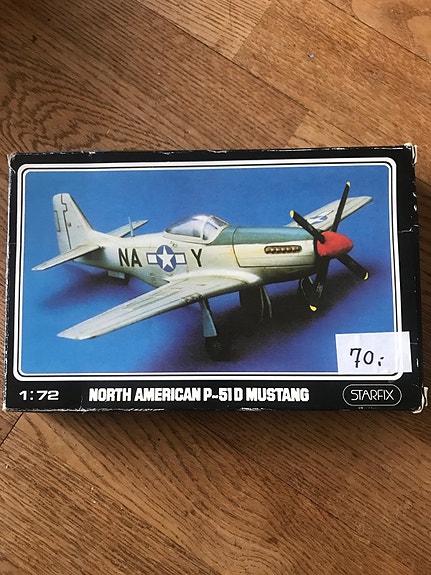 NA Y
70.-
1:72 NORTH AMERICAN P-51D MUSTANG STARFIX